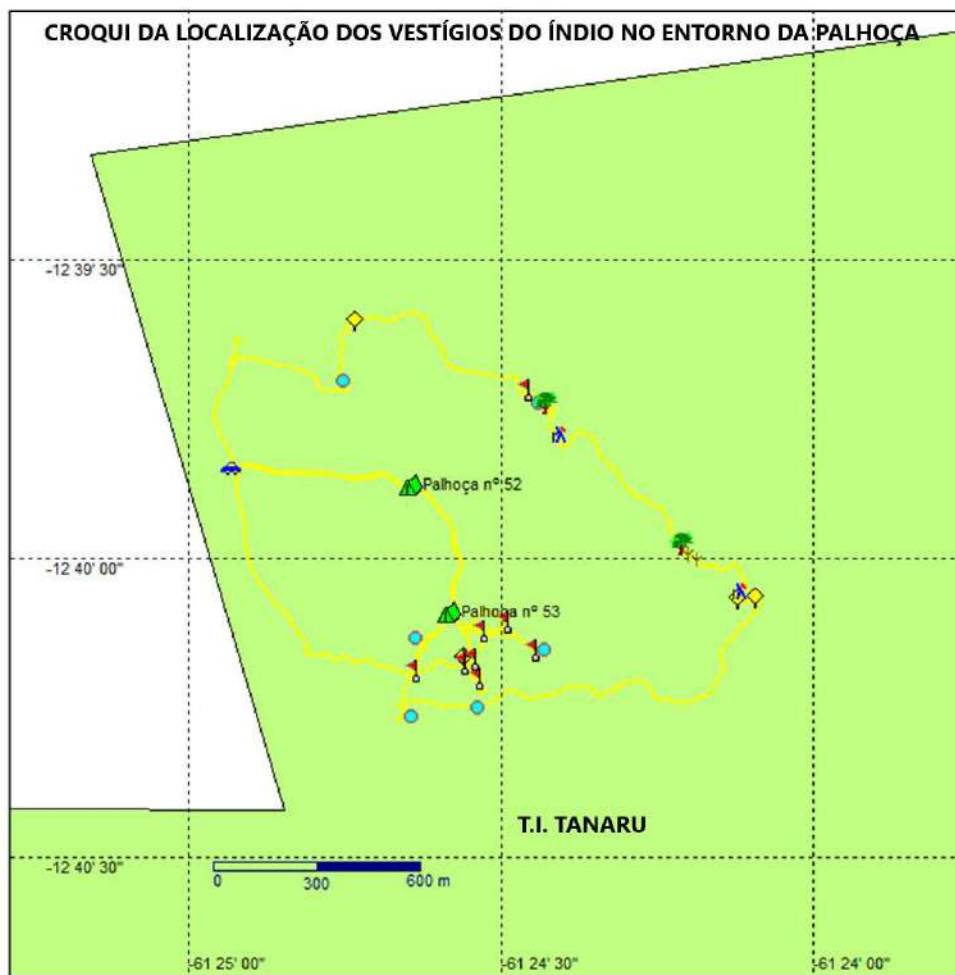 CROQUI DA LOCALIZAÇÃO DOS VESTÍGIOS DO ÍNDIO NO ENTORNO DA PALHOÇA
-12 39' 30"
Palhoça nº 52
-12 40' 00"
Palhoça nº 53
T.I. TANARU
-12 40' 30"
0 300 600 m
-61 25' 00" -61 24' 30" -61 24' 00"